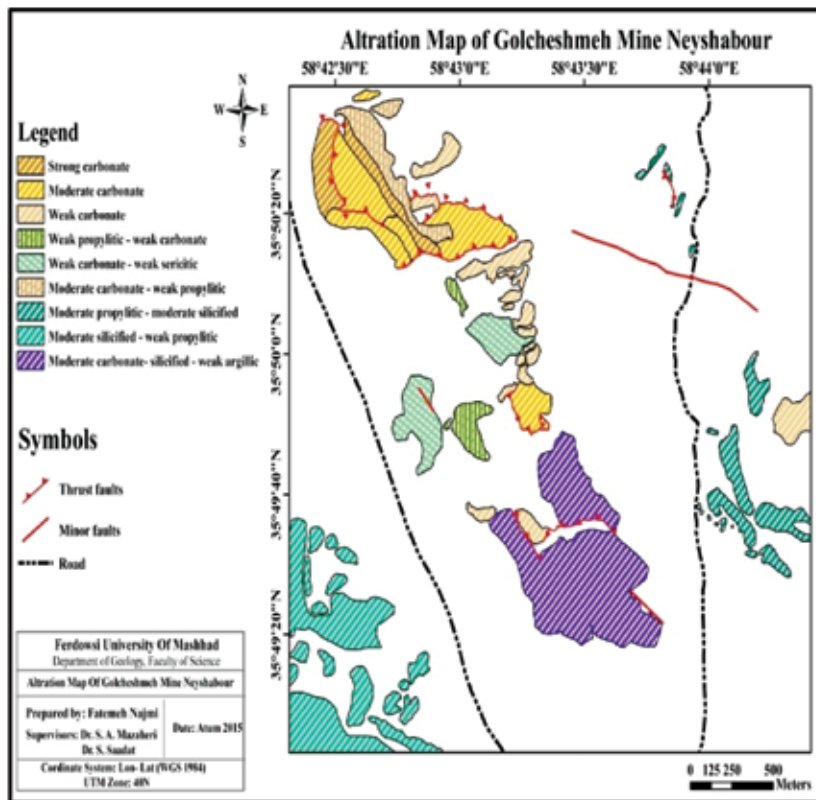 Altration Map of Golcheshmeh Mine Neyshabour
58°42'30"E 58°43'0"E 58°43'30"E 58°44'0"E
N
W E
S
Legend
Strong carbonate
Moderate carbonate
Weak carbonate
Weak propylitic - weak carbonate
Weak carbonate - weak sericitic
Moderate carbonate - weak propylitic
Moderate propylitic - moderate silicified
Moderate silicified - weak propylitic
Moderate carbonate- silicified - weak argillic
35°50'20"N
35°50'0"N
35°49'40"N
35°49'20"N
Symbols
Thrust faults
Minor faults
Road
Ferdowsi University Of Mashhad
Department of Geology, Faculty of Science
Altration Map Of Golcheshmeh Mine Neyshabour
Prepared by: Fatemeh Najmi
Supervisors: Dr. S. A. Mazaheri
Dr. S. Saadat
Date: Atum 2015
Cordinate System: Lon- Lat (WGS 1984)
UTM Zone: 40N
0 125 250 500
Meters